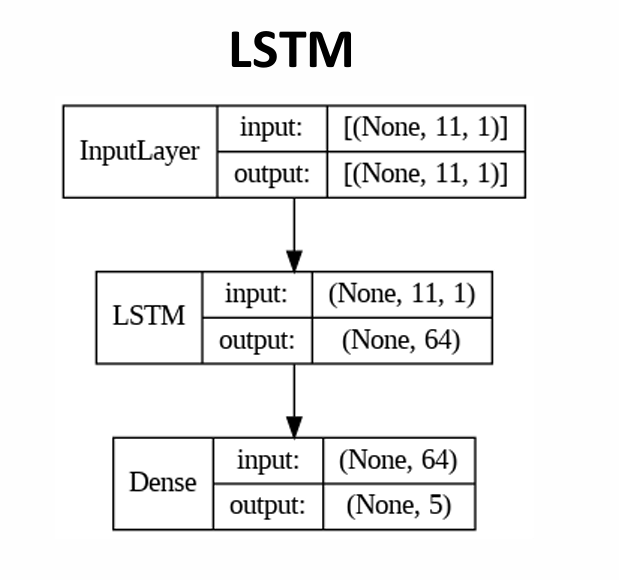 LSTM
InputLayer
input: [(None, 11, 1)]
output: [(None, 11, 1)]
LSTM
input: (None, 11, 1)
output: (None, 64)
Dense
input: (None, 64)
output: (None, 5)